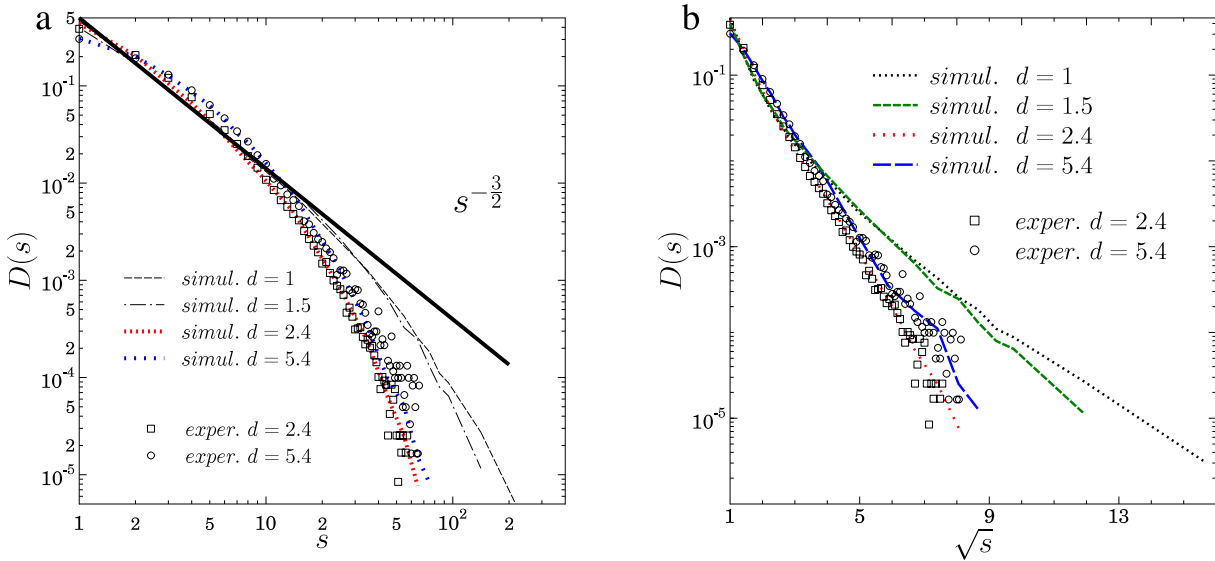 a
D(s)
5
2
10^-1
5
2
10^-2
5
2
10^-3
5
2
10^-4
5
2
10^-5
s^{-3/2}
simul. d = 1
simul. d = 1.5
simul. d = 2.4
simul. d = 5.4
exper. d = 2.4
exper. d = 5.4
1 2 5 10 2 5 10^2 2
s
b
D(s)
10^-1
10^-3
10^-5
simul. d = 1
simul. d = 1.5
simul. d = 2.4
simul. d = 5.4
exper. d = 2.4
exper. d = 5.4
1 5 9 13
√s